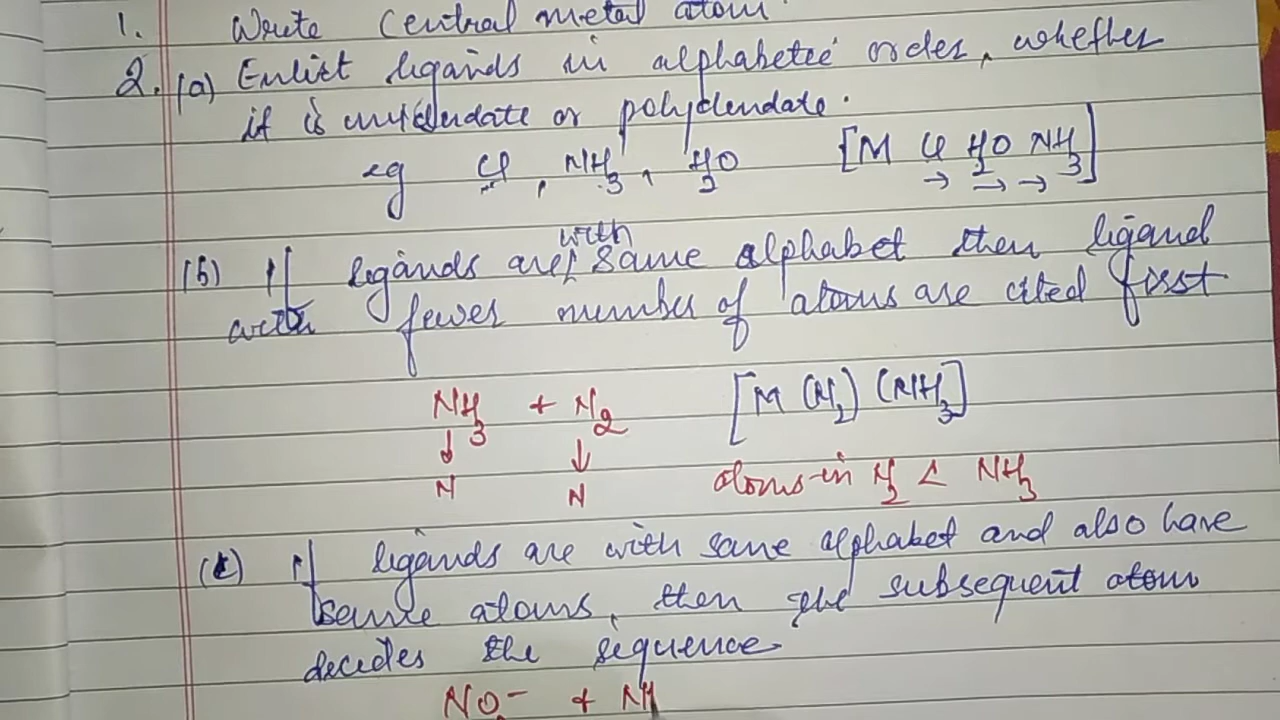 1. Write Central metal atom.
2. (a) Enlist ligands in alphabetic order, whether
it is unidendate or polydendate.
eg Cl, NH3, H2O [M Cl H2O NH3]
→ → →
with
(b) If ligands are same alphabet then ligand
with fewer number of atoms are cited first
NH3 + N2 [M (N2) (NH3]
↓ ↓
N N atoms in N2 < NH3
(c) If ligands are with same alphabet and also have
same atoms, then the subsequent atom
decides the sequence.
NO2- + NH